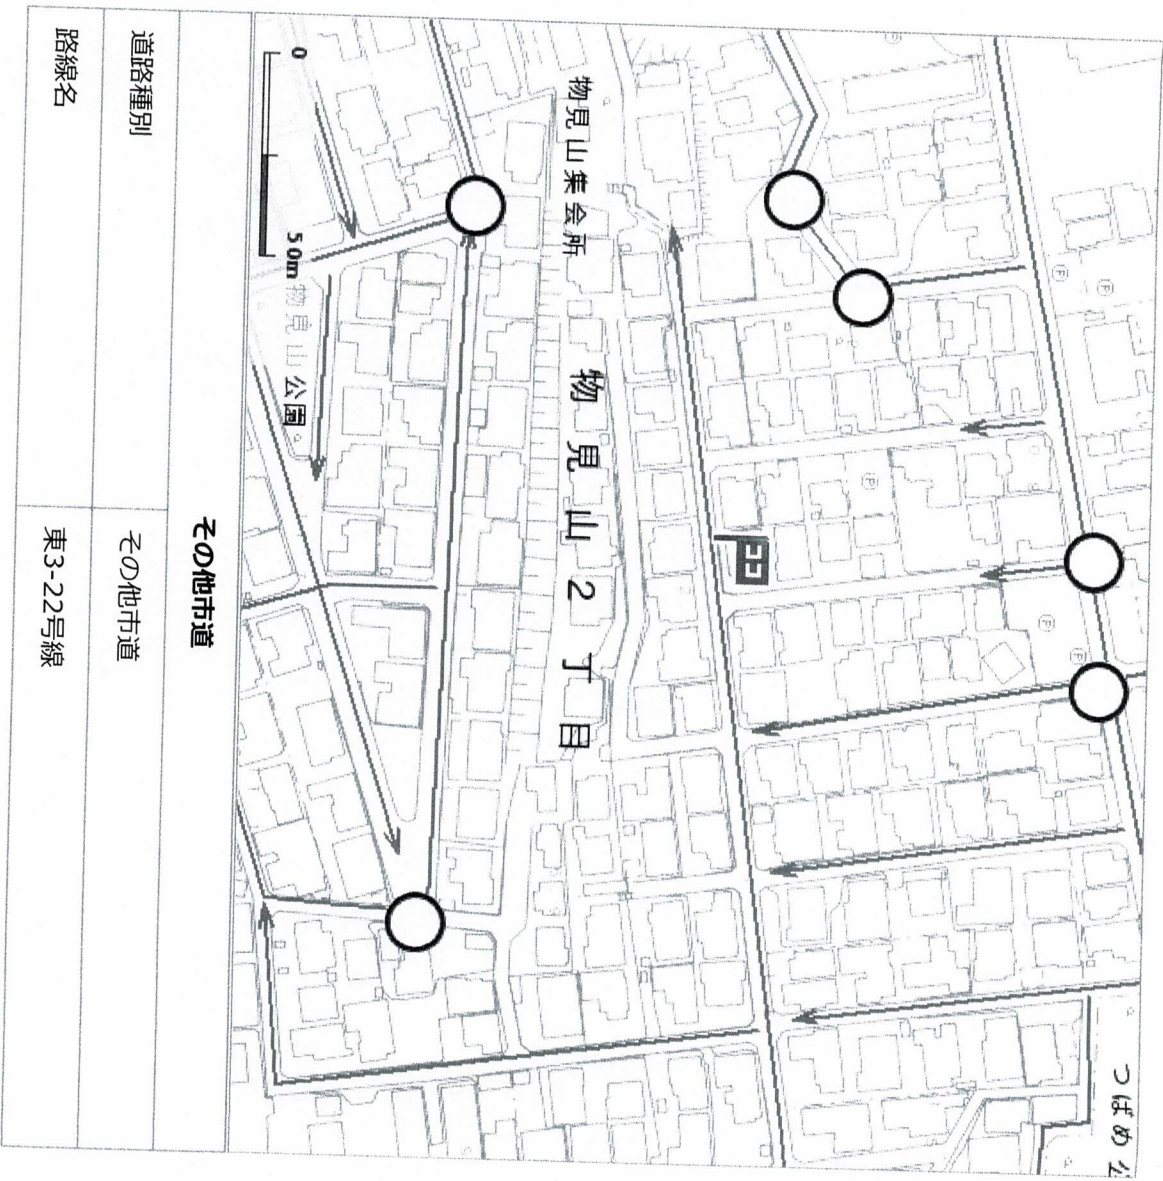 つばめ公
ココ
物見山集会所
物見山2丁目
物見山公園
0
50m
その他市道
道路種別
その他市道
路線名
東3-22号線